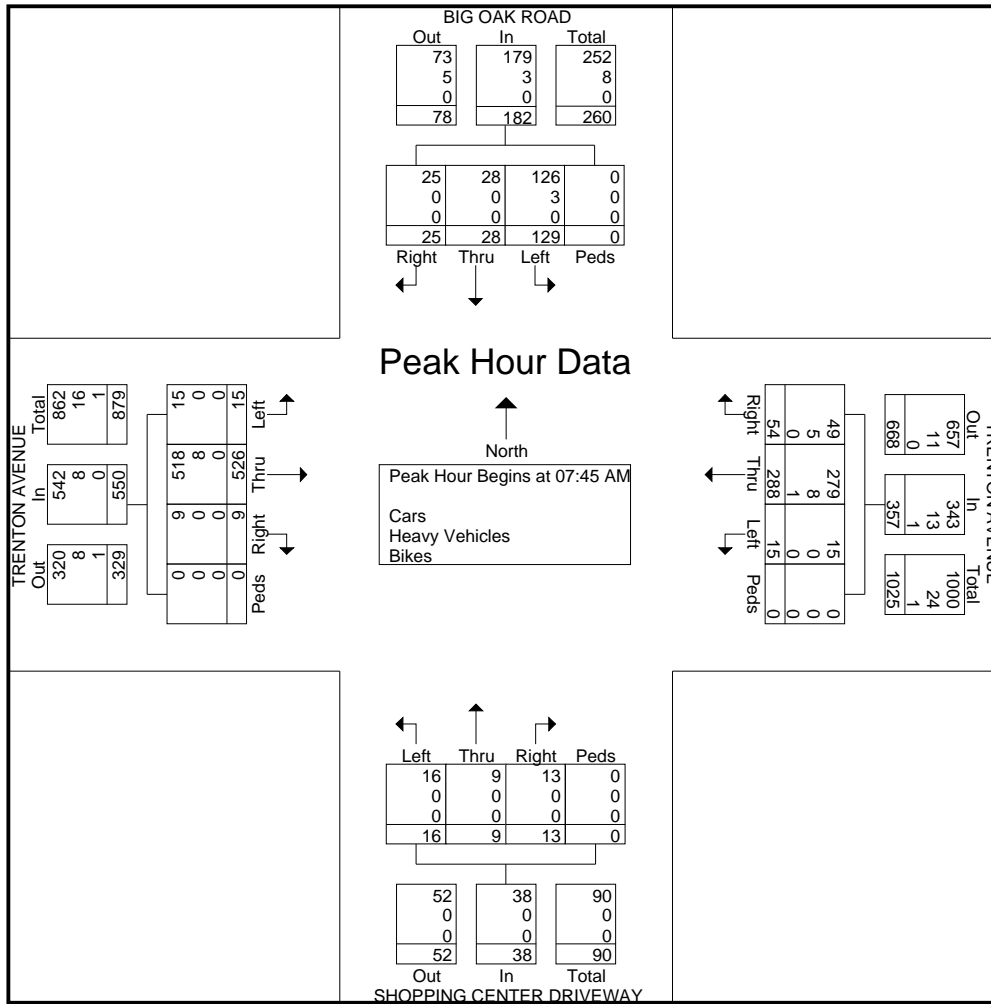 BIG OAK ROAD
Out In Total
73 179 252
5 3 8
0 0 0
78 182 260
25 28 126 0
0 0 3 0
0 0 0 0
25 28 129 0
Right Thru Left Peds
Peak Hour Data
North
Peak Hour Begins at 07:45 AM
Cars
Heavy Vehicles
Bikes
TRENTON AVENUE
Out In Total
320 542 862
8 8 16
1 0 1
329 550 879
0 9 518 15
0 0 8 0
0 0 0 0
0 9 526 15
Peds Right Thru Left
TRENTON AVENUE
Out In Total
657 343 1000
11 13 24
0 1 1
668 357 1025
49 279 15 0
5 8 0 0
0 1 0 0
54 288 15 0
Right Thru Left Peds
Left Thru Right Peds
16 9 13 0
0 0 0 0
0 0 0 0
16 9 13 0
52 38 90
0 0 0
0 0 0
52 38 90
Out In Total
SHOPPING CENTER DRIVEWAY